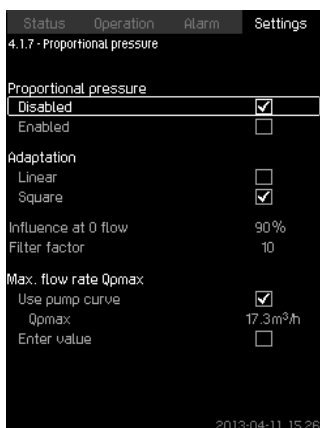 Status Operation Alarm Settings
4.1.7 - Proportional pressure
Proportional pressure
Disabled
Enabled
Adaptation
Linear
Square
Influence at 0 flow 90%
Filter factor 10
Max. flow rate Qpmax
Use pump curve
Qpmax 17.3m³/h
Enter value
2013-04-11 15:26